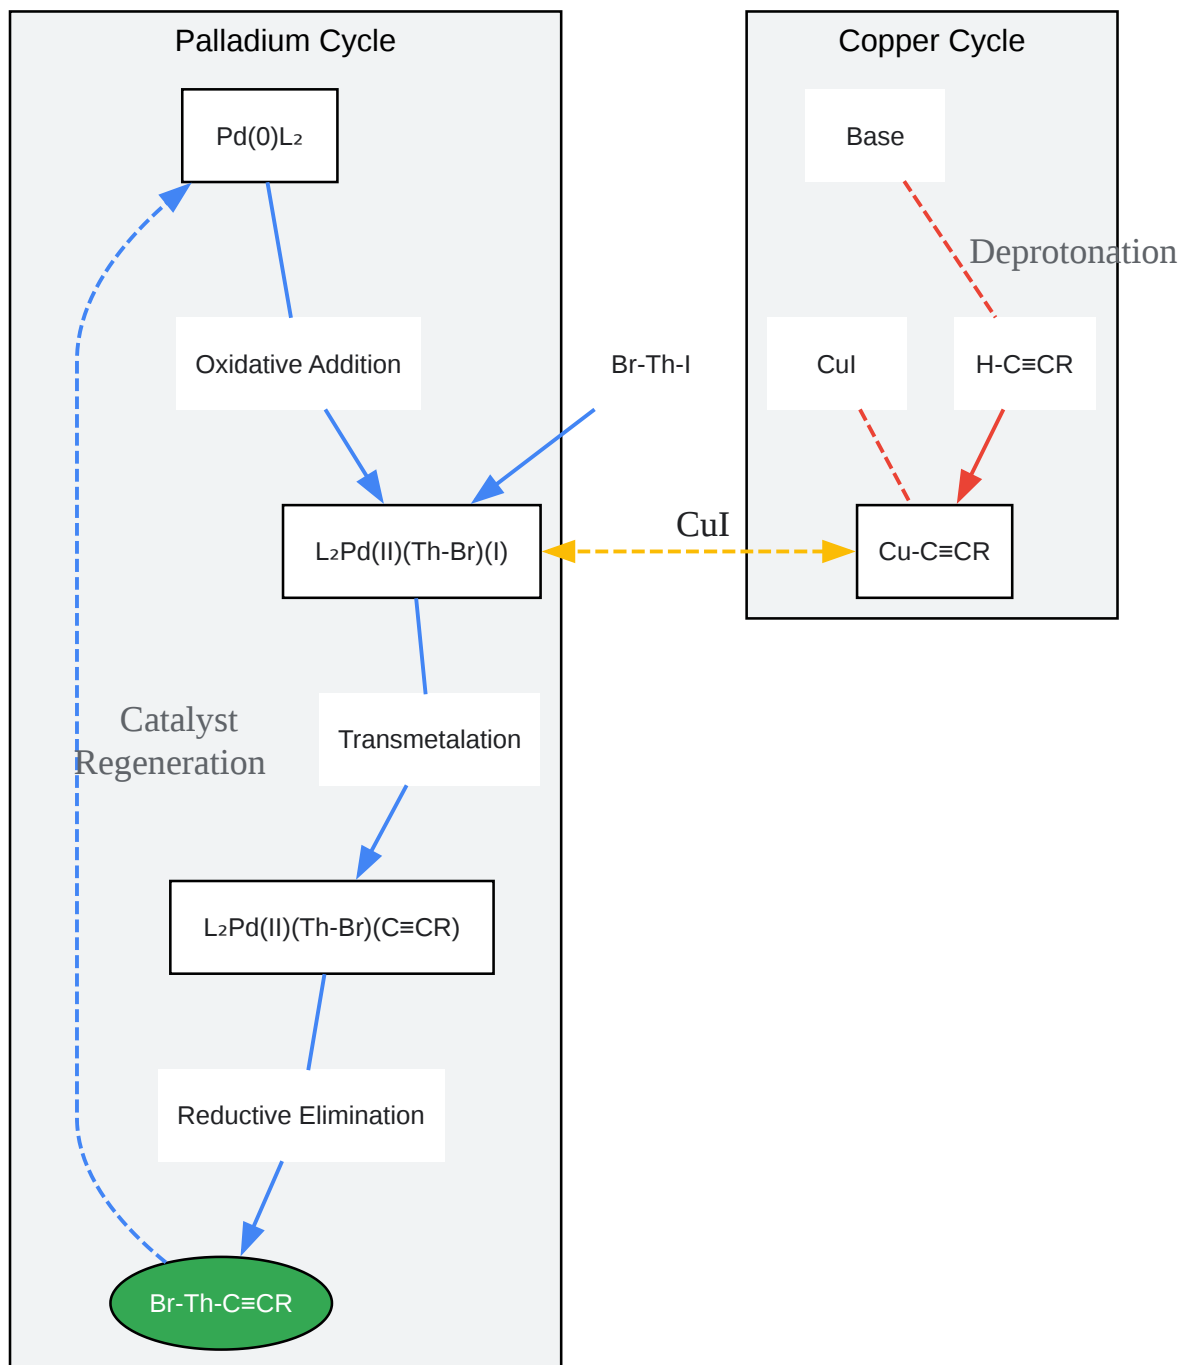 Palladium Cycle
Pd(0)L₂
Oxidative Addition
Br-Th-I
L₂Pd(II)(Th-Br)(I)
CuI
Transmetalation
Catalyst
Regeneration
L₂Pd(II)(Th-Br)(C≡CR)
Reductive Elimination
Br-Th-C≡CR
Copper Cycle
Base
Deprotonation
CuI
H-C≡CR
Cu-C≡CR